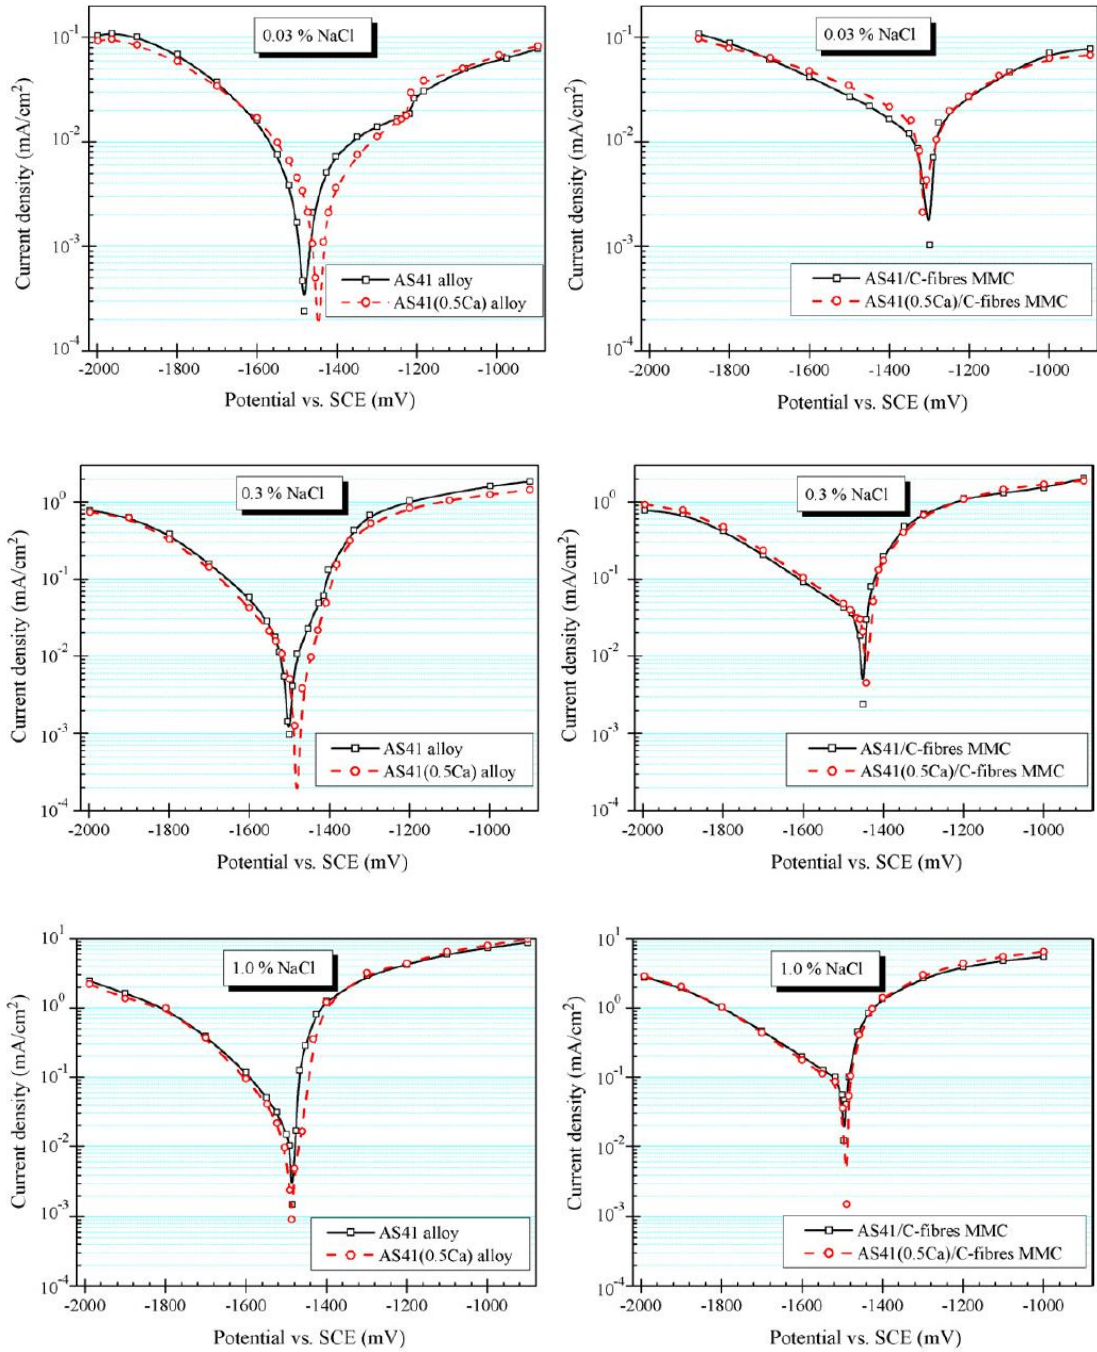 0.03 % NaCl
10^-1
10^-2
10^-3
10^-4
Current density (mA/cm^2)
AS41 alloy
AS41(0.5Ca) alloy
-2000 -1800 -1600 -1400 -1200 -1000
Potential vs. SCE (mV)
0.03 % NaCl
10^-1
10^-2
10^-3
10^-4
Current density (mA/cm^2)
AS41/C-fibres MMC
AS41(0.5Ca)/C-fibres MMC
-2000 -1800 -1600 -1400 -1200 -1000
Potential vs. SCE (mV)
0.3 % NaCl
10^0
10^-1
10^-2
10^-3
10^-4
Current density (mA/cm^2)
AS41 alloy
AS41(0.5Ca) alloy
-2000 -1800 -1600 -1400 -1200 -1000
Potential vs. SCE (mV)
0.3 % NaCl
10^0
10^-1
10^-2
10^-3
10^-4
Current density (mA/cm^2)
AS41/C-fibres MMC
AS41(0.5Ca)/C-fibres MMC
-2000 -1800 -1600 -1400 -1200 -1000
Potential vs. SCE (mV)
1.0 % NaCl
10^1
10^0
10^-1
10^-2
10^-3
10^-4
Current density (mA/cm^2)
AS41 alloy
AS41(0.5Ca) alloy
-2000 -1800 -1600 -1400 -1200 -1000
Potential vs. SCE (mV)
1.0 % NaCl
10^1
10^0
10^-1
10^-2
10^-3
10^-4
Current density (mA/cm^2)
AS41/C-fibres MMC
AS41(0.5Ca)/C-fibres MMC
-2000 -1800 -1600 -1400 -1200 -1000
Potential vs. SCE (mV)